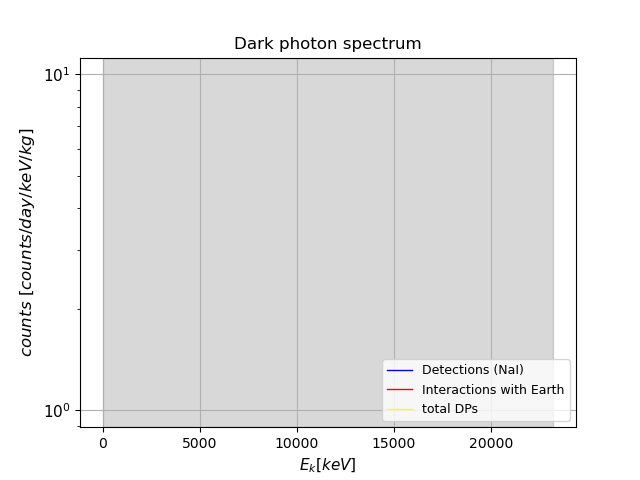 Dark photon spectrum
10¹
10⁰
counts [counts/day/keV/kg]
Detections (NaI)
Interactions with Earth
total DPs
0 5000 10000 15000 20000
Eₖ[keV]